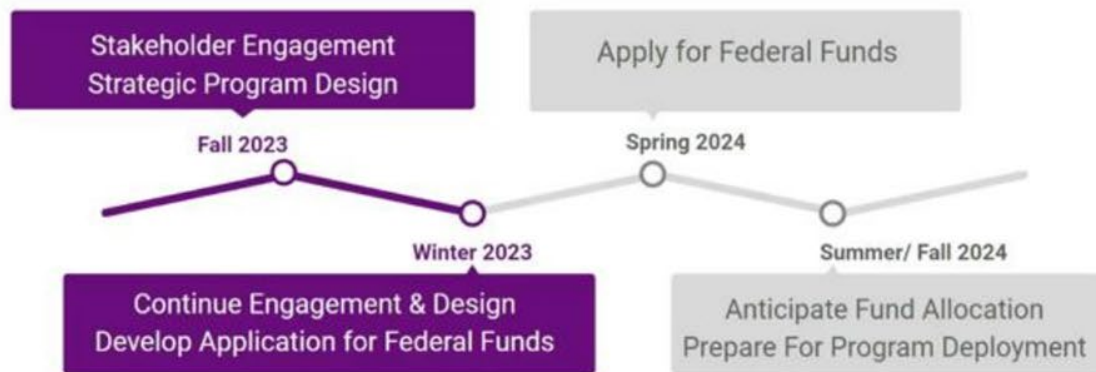 Stakeholder Engagement
Strategic Program Design
Fall 2023
Winter 2023
Continue Engagement & Design
Develop Application for Federal Funds
Apply for Federal Funds
Spring 2024
Summer/ Fall 2024
Anticipate Fund Allocation
Prepare For Program Deployment